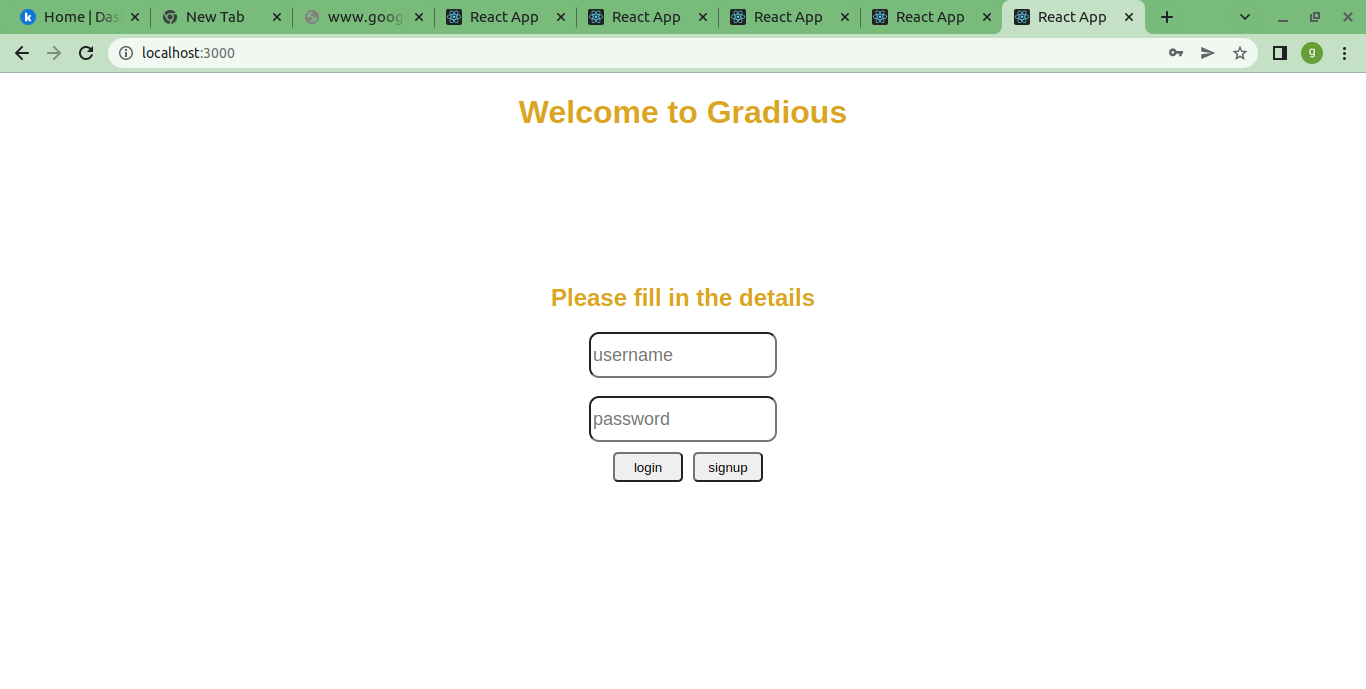 Home | Das
New Tab
www.goog
React App
React App
React App
React App
React App
localhost:3000
g
Welcome to Gradious
Please fill in the details
username
password
login signup